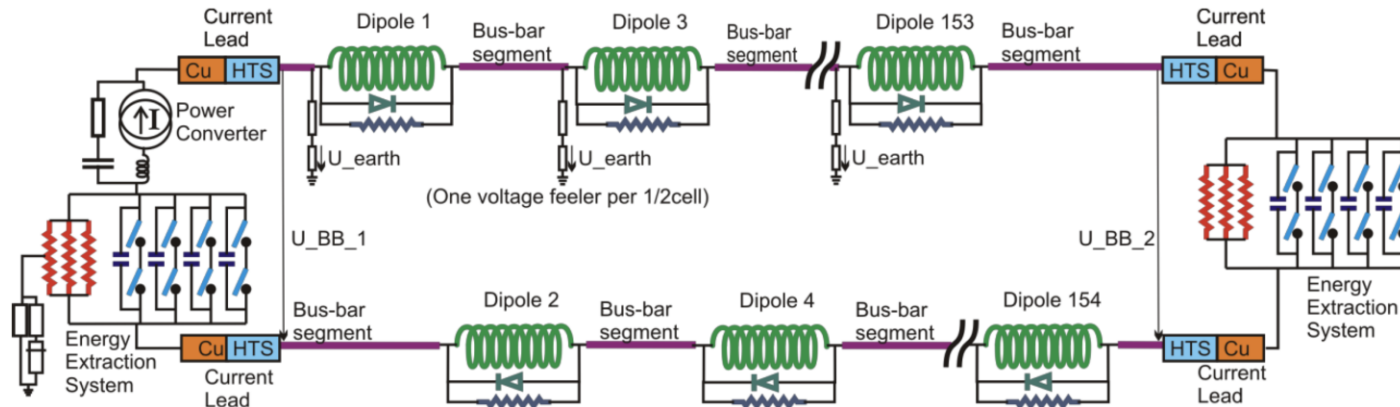 Current
Lead
Dipole 1
Bus-bar
segment
Dipole 3
Bus-bar
segment
Dipole 153
Bus-bar
segment
Current
Lead
Cu
HTS
HTS
Cu
I
Power
Converter
U_earth
U_earth
U_earth
(One voltage feeler per 1/2cell)
U_BB_1
U_BB_2
Energy
Extraction
System
Energy
Extraction
System
Bus-bar
segment
Dipole 2
Bus-bar
segment
Dipole 4
Bus-bar
segment
Dipole 154
Cu
HTS
HTS
Cu
Current
Lead
Current
Lead